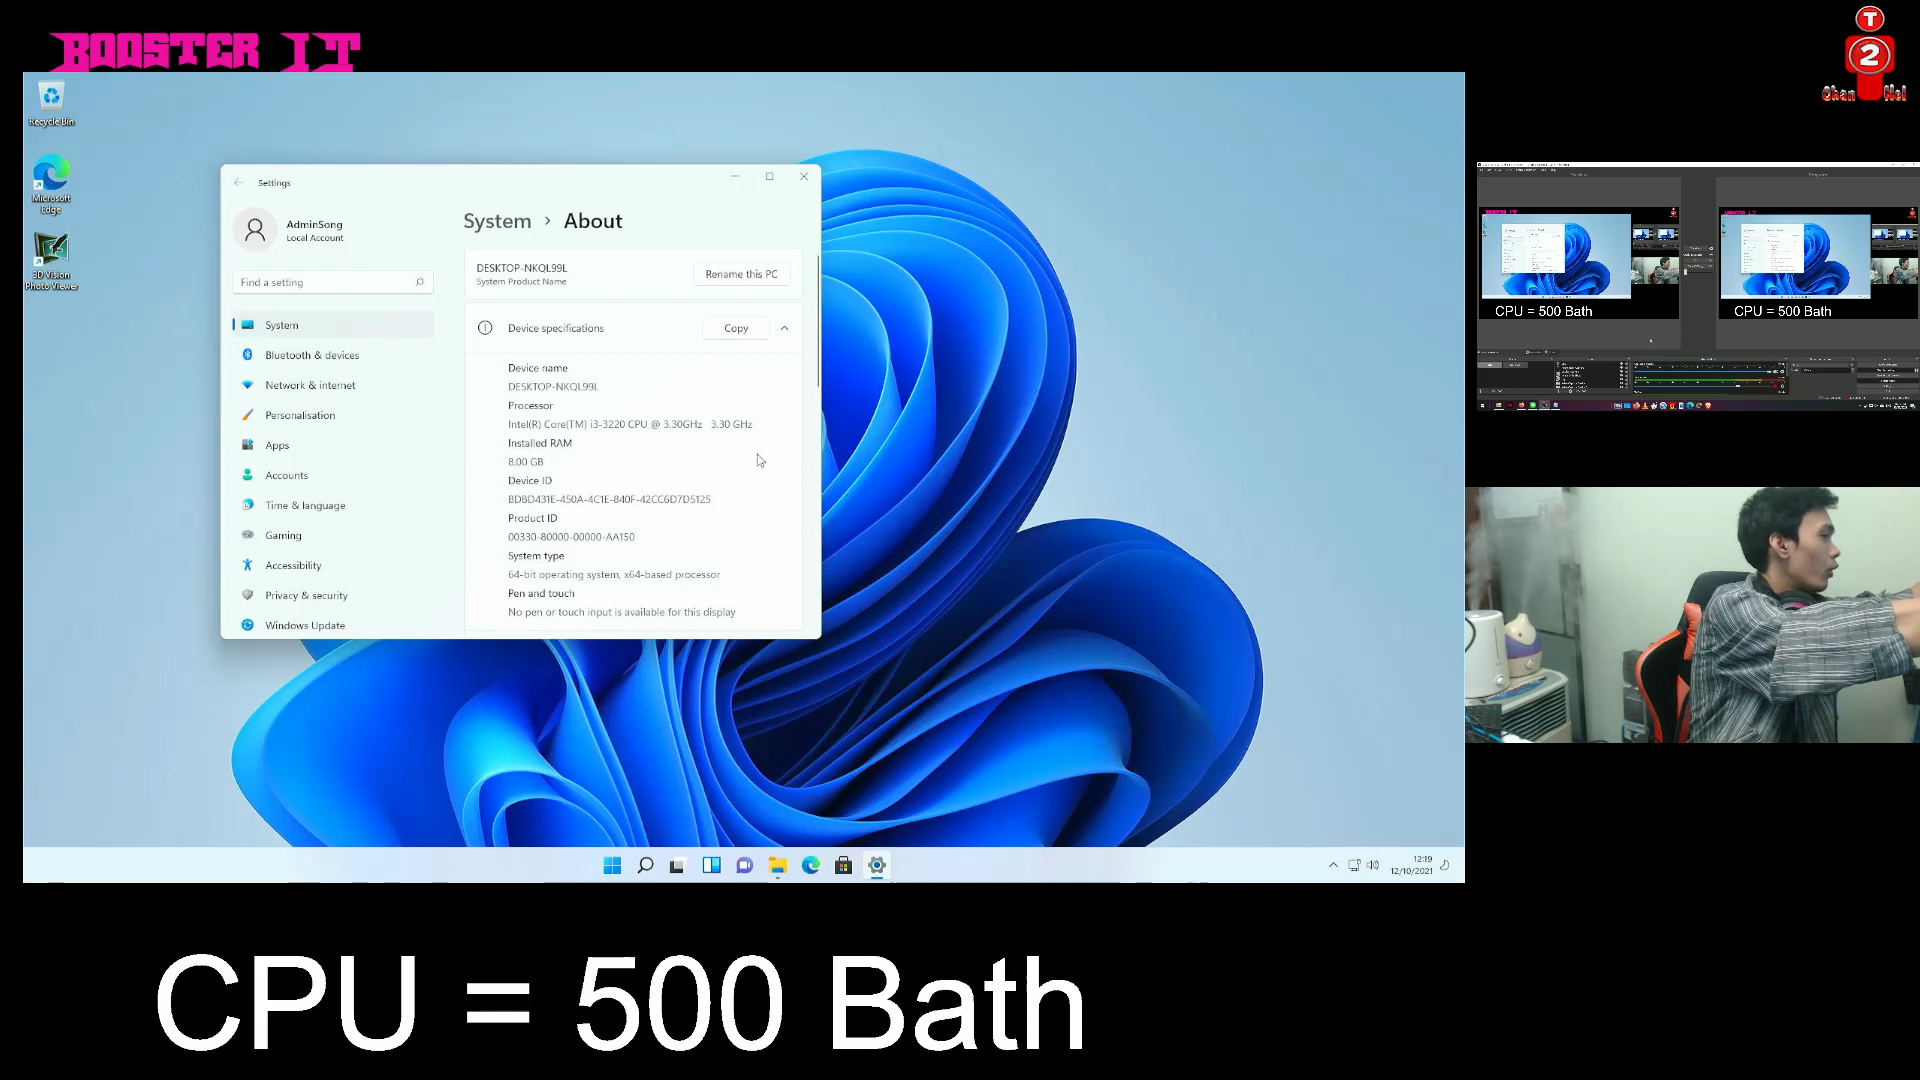 BOOSTER IT
T
2
Chan Nel
Recycle Bin
Microsoft
Edge
3D Vision
Photo Viewer
Settings
AdminSong
Local Account
Find a setting
System
Bluetooth & devices
Network & internet
Personalisation
Apps
Accounts
Time & language
Gaming
Accessibility
Privacy & security
Windows Update
System > About
DESKTOP-NKQL99L
System Product Name
Rename this PC
Device specifications
Copy
Device name
DESKTOP-NKQL99L
Processor
Intel(R) Core(TM) i3-3220 CPU @ 3.30GHz 3.30 GHz
Installed RAM
8.00 GB
Device ID
BDBD431E-450A-4C1E-840F-42CC6D7D5125
Product ID
00330-80000-00000-AA150
System type
64-bit operating system, x64-based processor
Pen and touch
No pen or touch input is available for this display
12:19
12/10/2021
CPU = 500 Bath
CPU = 500 Bath
CPU = 500 Bath